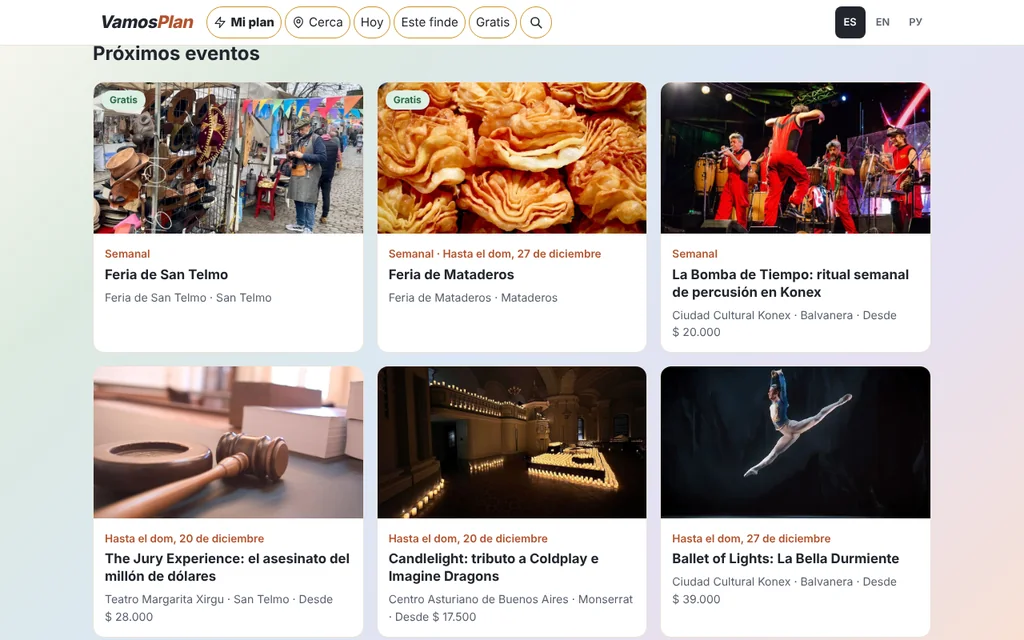 VamosPlan
Mi plan
Cerca
Hoy
Este finde
Gratis
ES
EN
РУ
Próximos eventos
Gratis
Semanal
Feria de San Telmo
Feria de San Telmo · San Telmo
Gratis
Semanal · Hasta el dom, 27 de diciembre
Feria de Mataderos
Feria de Mataderos · Mataderos
Semanal
La Bomba de Tiempo: ritual semanal
de percusión en Konex
Ciudad Cultural Konex · Balvanera · Desde
$ 20.000
Hasta el dom, 20 de diciembre
The Jury Experience: el asesinato del
millón de dólares
Teatro Margarita Xirgu · San Telmo · Desde
$ 28.000
Hasta el dom, 20 de diciembre
Candlelight: tributo a Coldplay e
Imagine Dragons
Centro Asturiano de Buenos Aires · Monserrat
· Desde $ 17.500
Hasta el dom, 27 de diciembre
Ballet of Lights: La Bella Durmiente
Ciudad Cultural Konex · Balvanera · Desde
$ 39.000